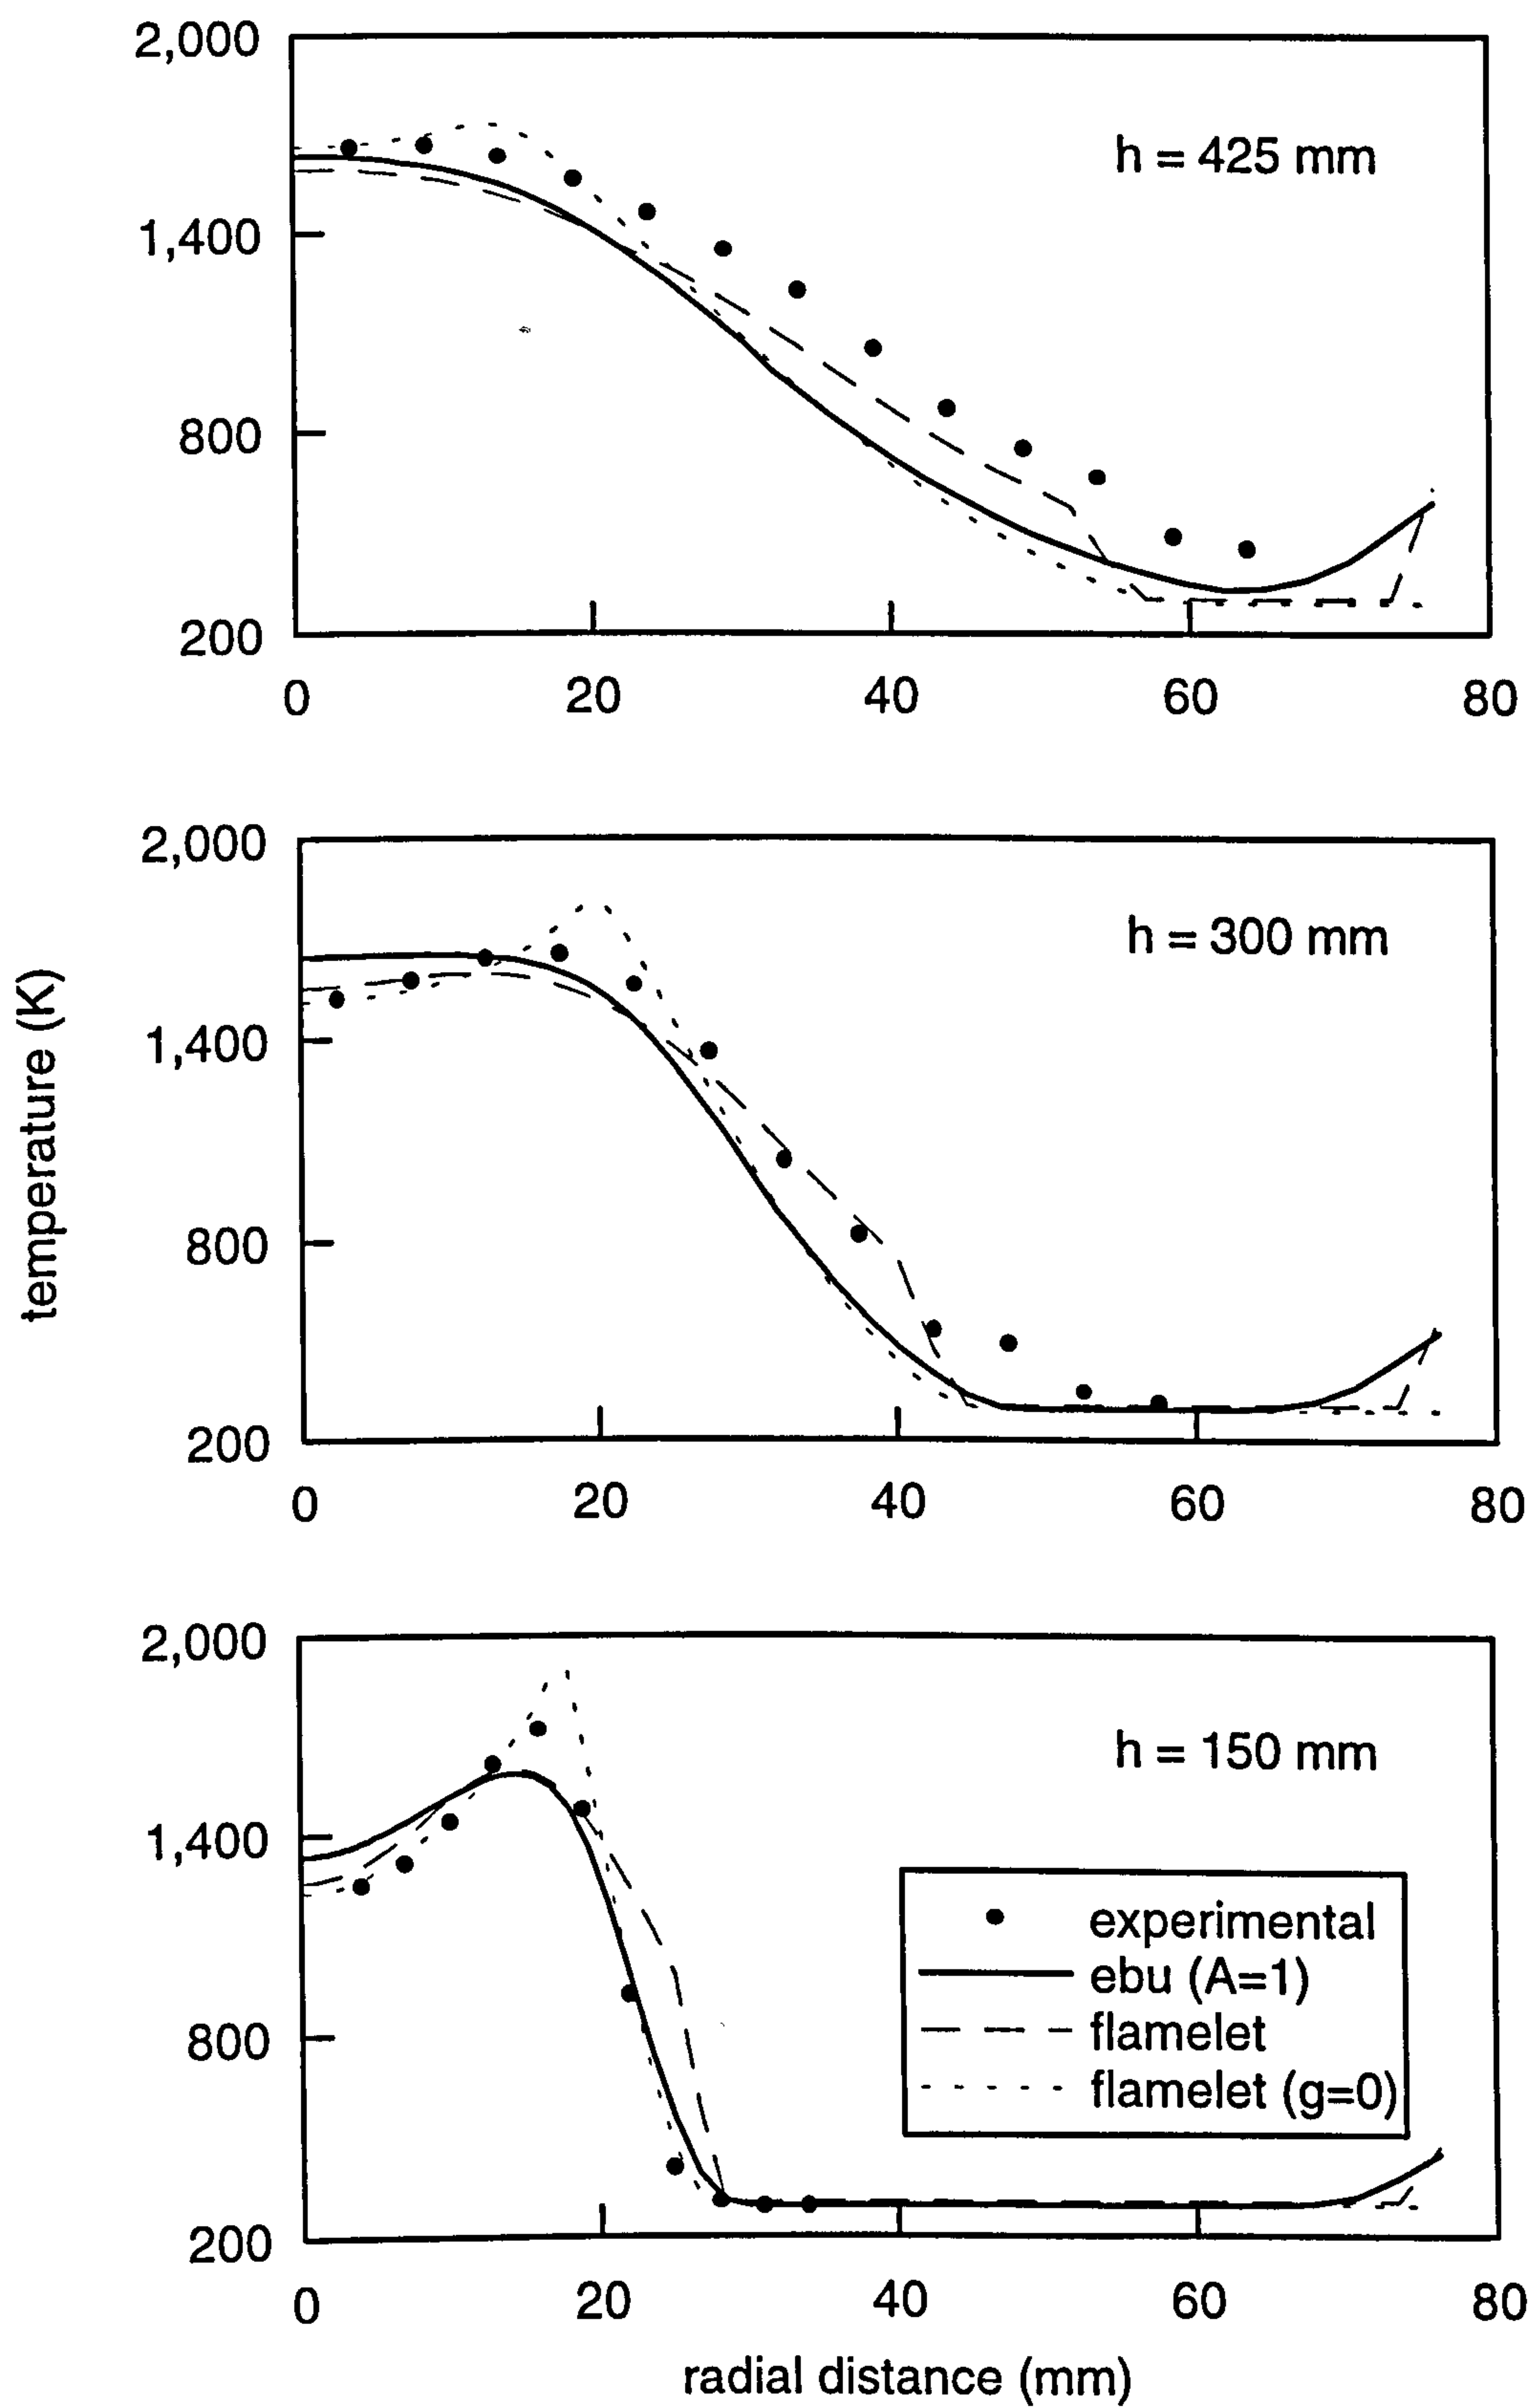 2,000
h = 425 mm
1,400
800
200
0 20 40 60 80
2,000
h = 300 mm
1,400
800
200
0 20 40 60 80
temperature (K)
2,000
h = 150 mm
1,400
800
200
experimental
ebu (A=1)
flamelet
flamelet (g=0)
0 20 40 60 80
radial distance (mm)